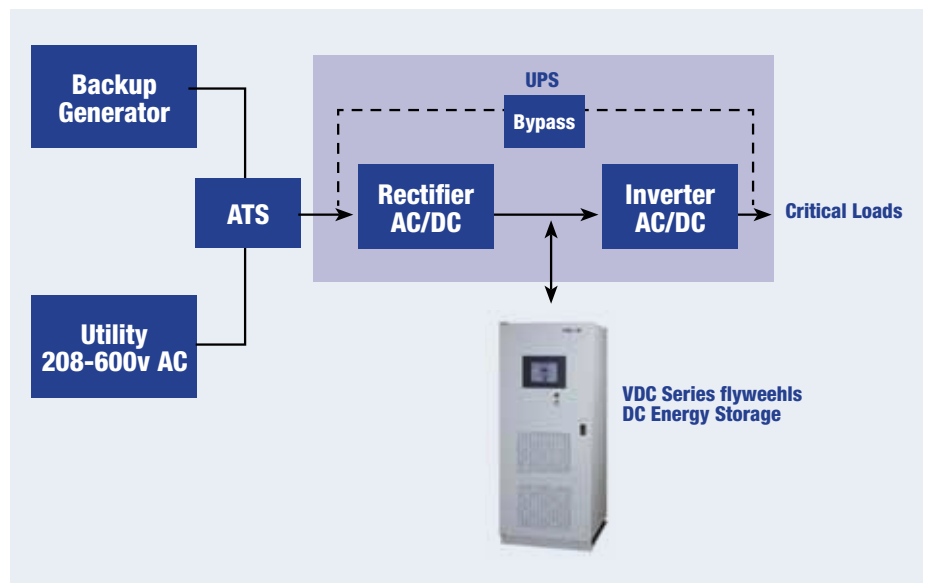 Backup
Generator
UPS
Bypass
ATS
Rectifier
AC/DC
Inverter
AC/DC
Critical Loads
Utility
208-600v AC
VDC Series flyweehls
DC Energy Storage